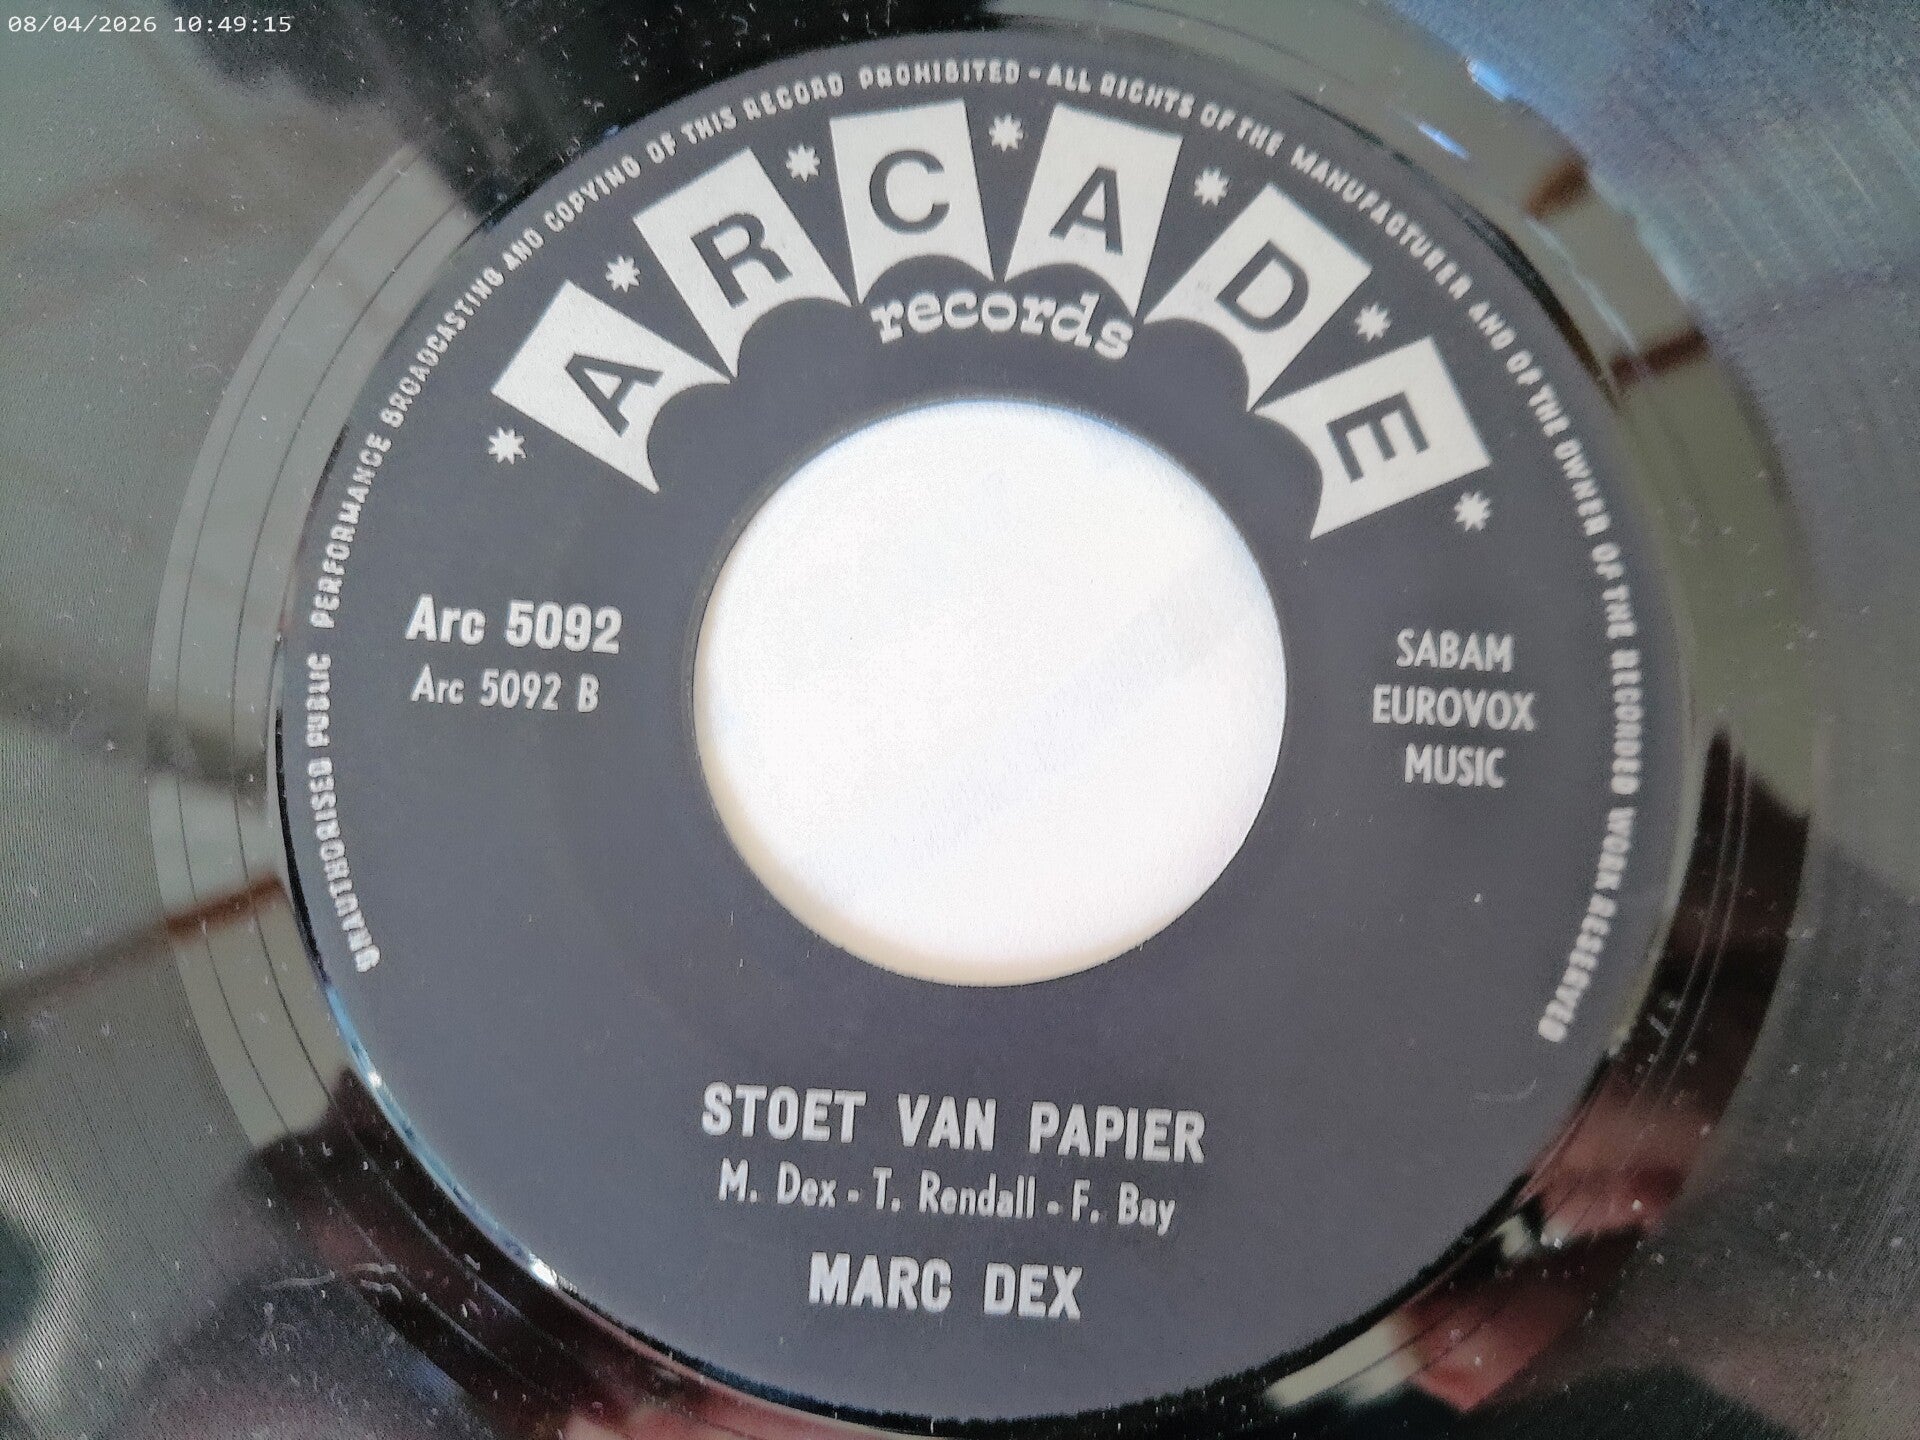 08/04/2026 10:49:15
UNAUTHORISED PUBLIC PERFORMANCE BROADCASTING AND COPYING OF THIS RECORD PROHIBITED - ALL RIGHTS OF THE MANUFACTURER AND OF THE OWNER OF THE RECORDED WORK RESERVED
ARCADE
records
Arc 5092
Arc 5092 B
SABAM
EUROVOX
MUSIC
STOET VAN PAPIER
M. Dex - T. Rendall - F. Bay
MARC DEX